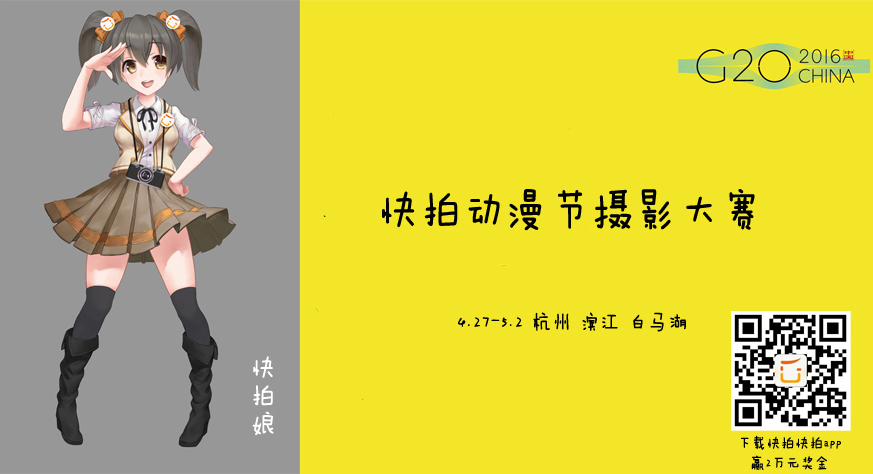 G20 2016
CHINA
快拍动漫节摄影大赛
4.27-5.2 杭州 滨江 白马湖
快拍娘
下载快拍快拍app
赢2万元奖金